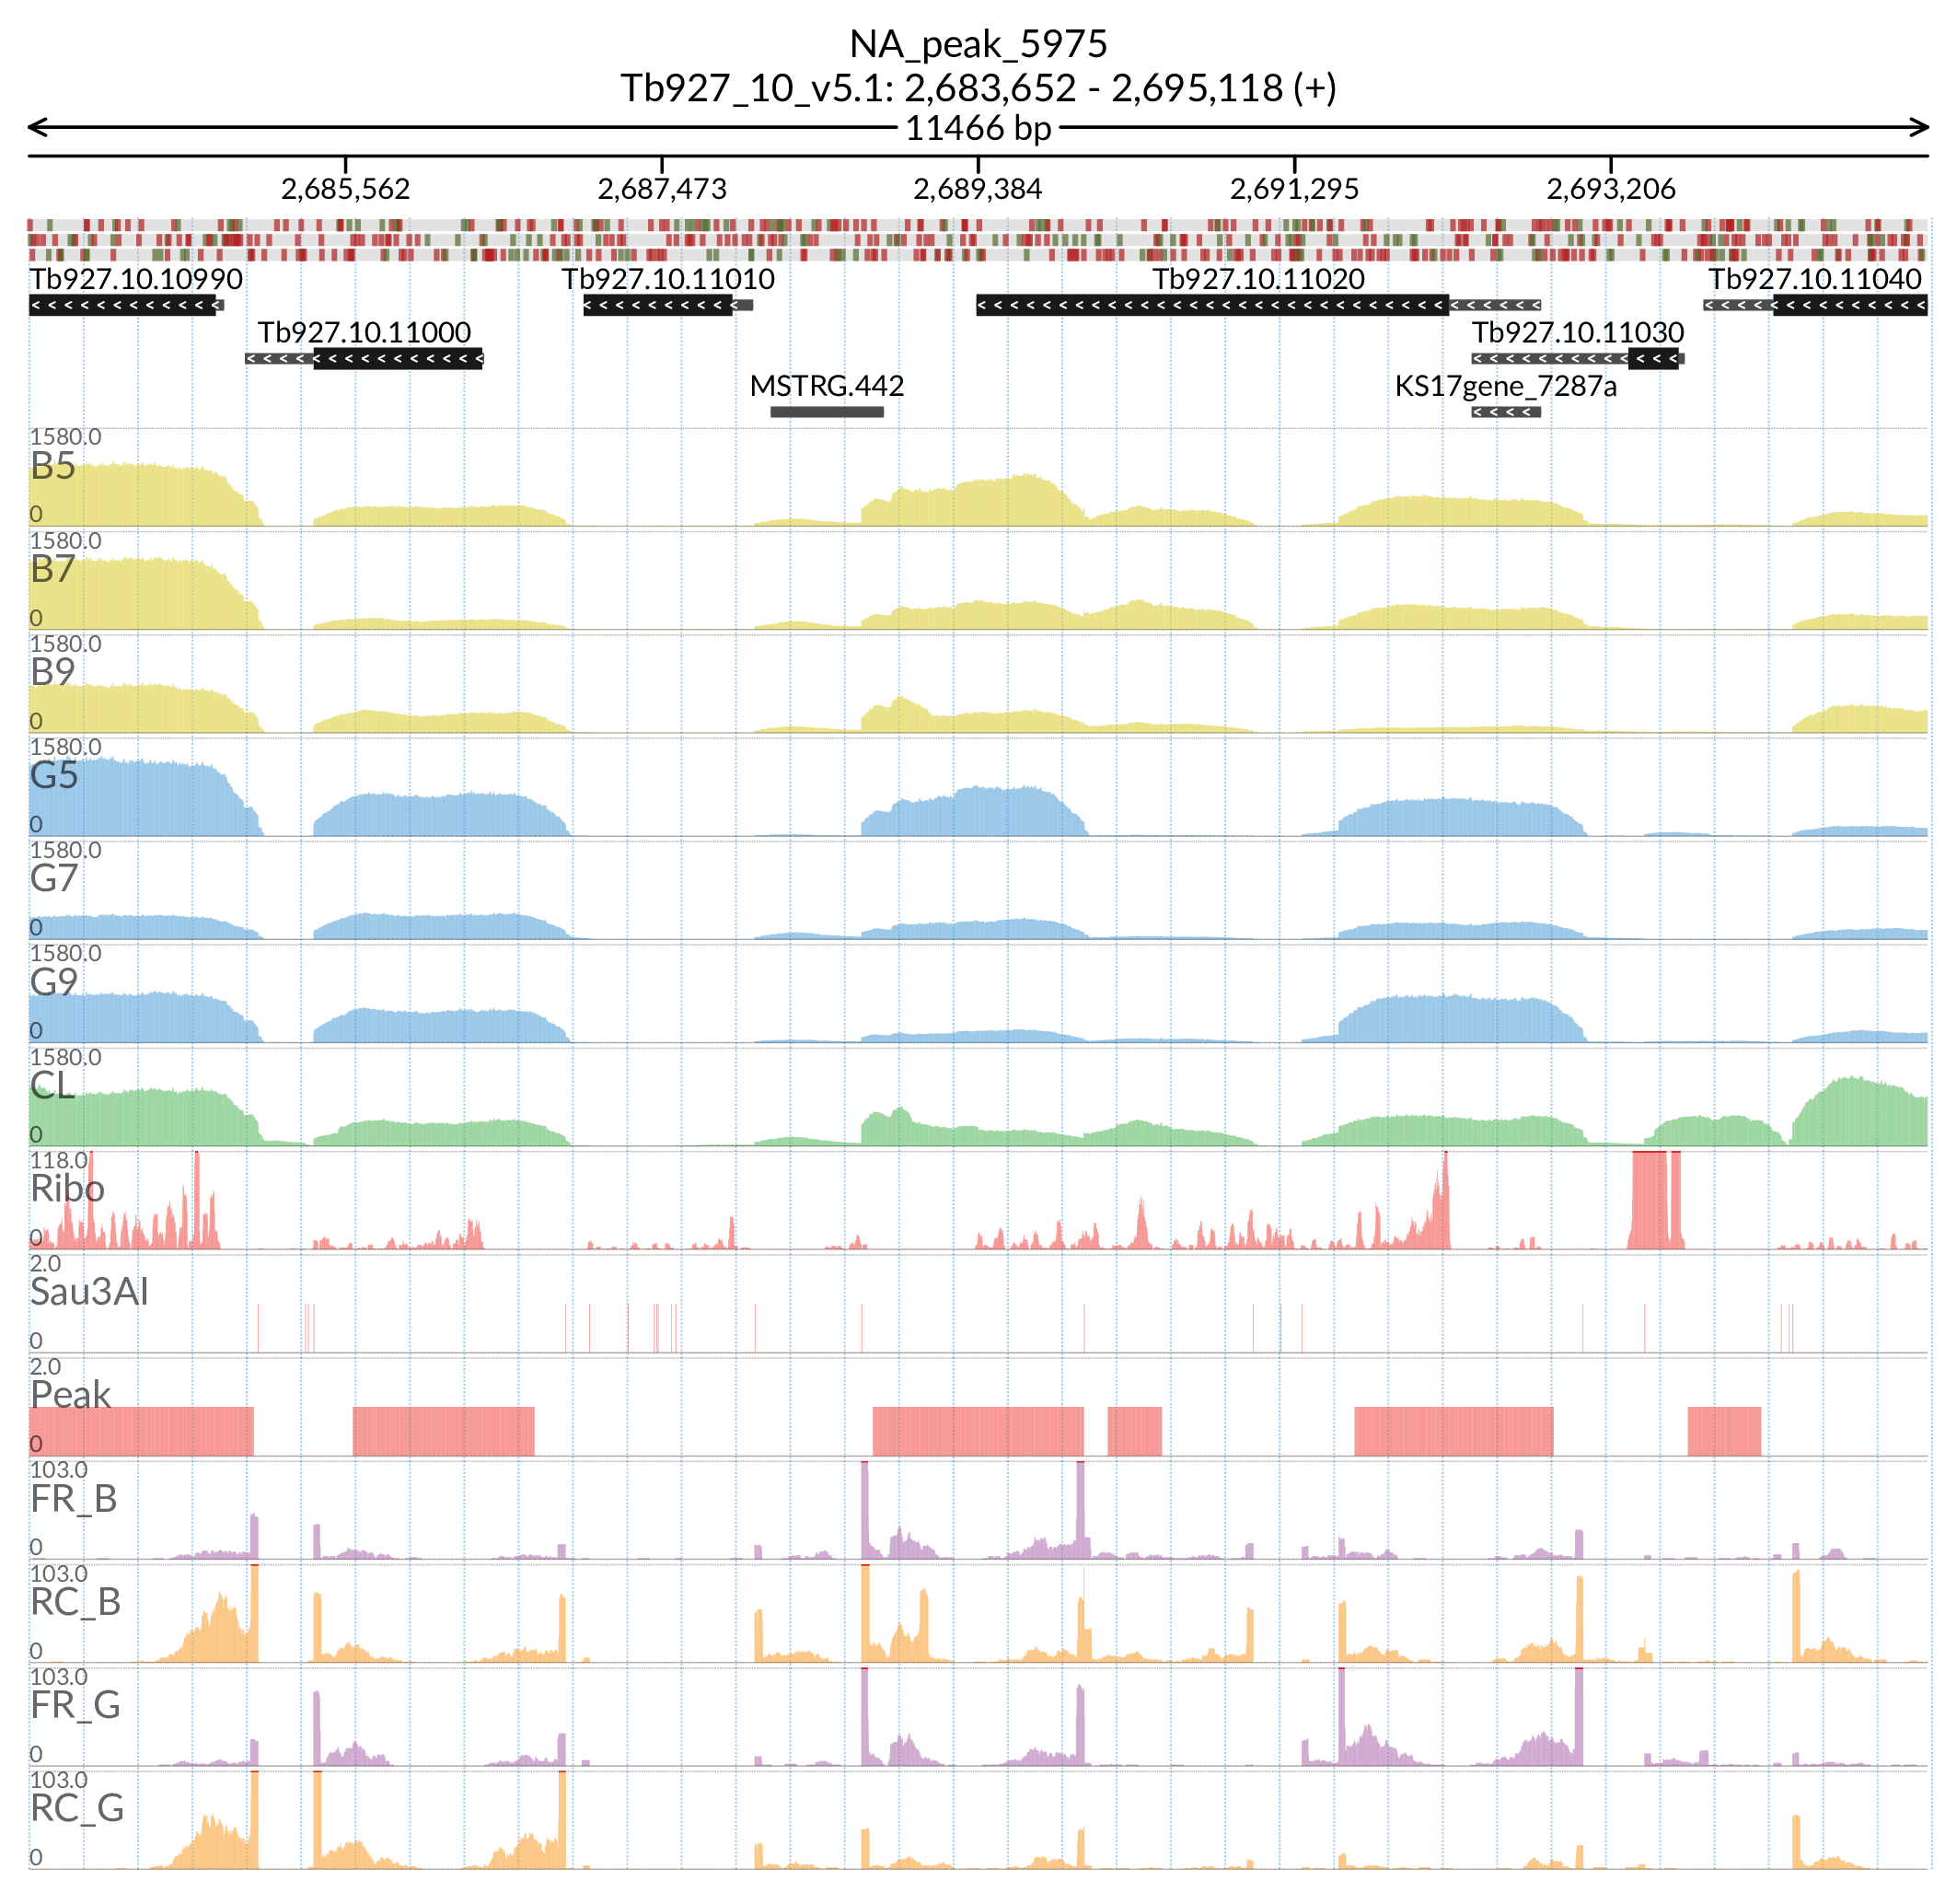 NA_peak_5975
Tb927_10_v5.1: 2,683,652 - 2,695,118 (+)
11466 bp
2,685,562 2,687,473 2,689,384 2,691,295 2,693,206
Tb927.10.10990 Tb927.10.11010 Tb927.10.11020 Tb927.10.11040
Tb927.10.11000 Tb927.10.11030
MSTRG.442 KS17gene_7287a
1580.0
B5
0
1580.0
B7
0
1580.0
B9
0
1580.0
G5
0
1580.0
G7
0
1580.0
G9
0
1580.0
CL
0
118.0
Ribo
0
2.0
Sau3AI
0
2.0
Peak
0
103.0
FR_B
0
103.0
RC_B
0
103.0
FR_G
0
103.0
RC_G
0